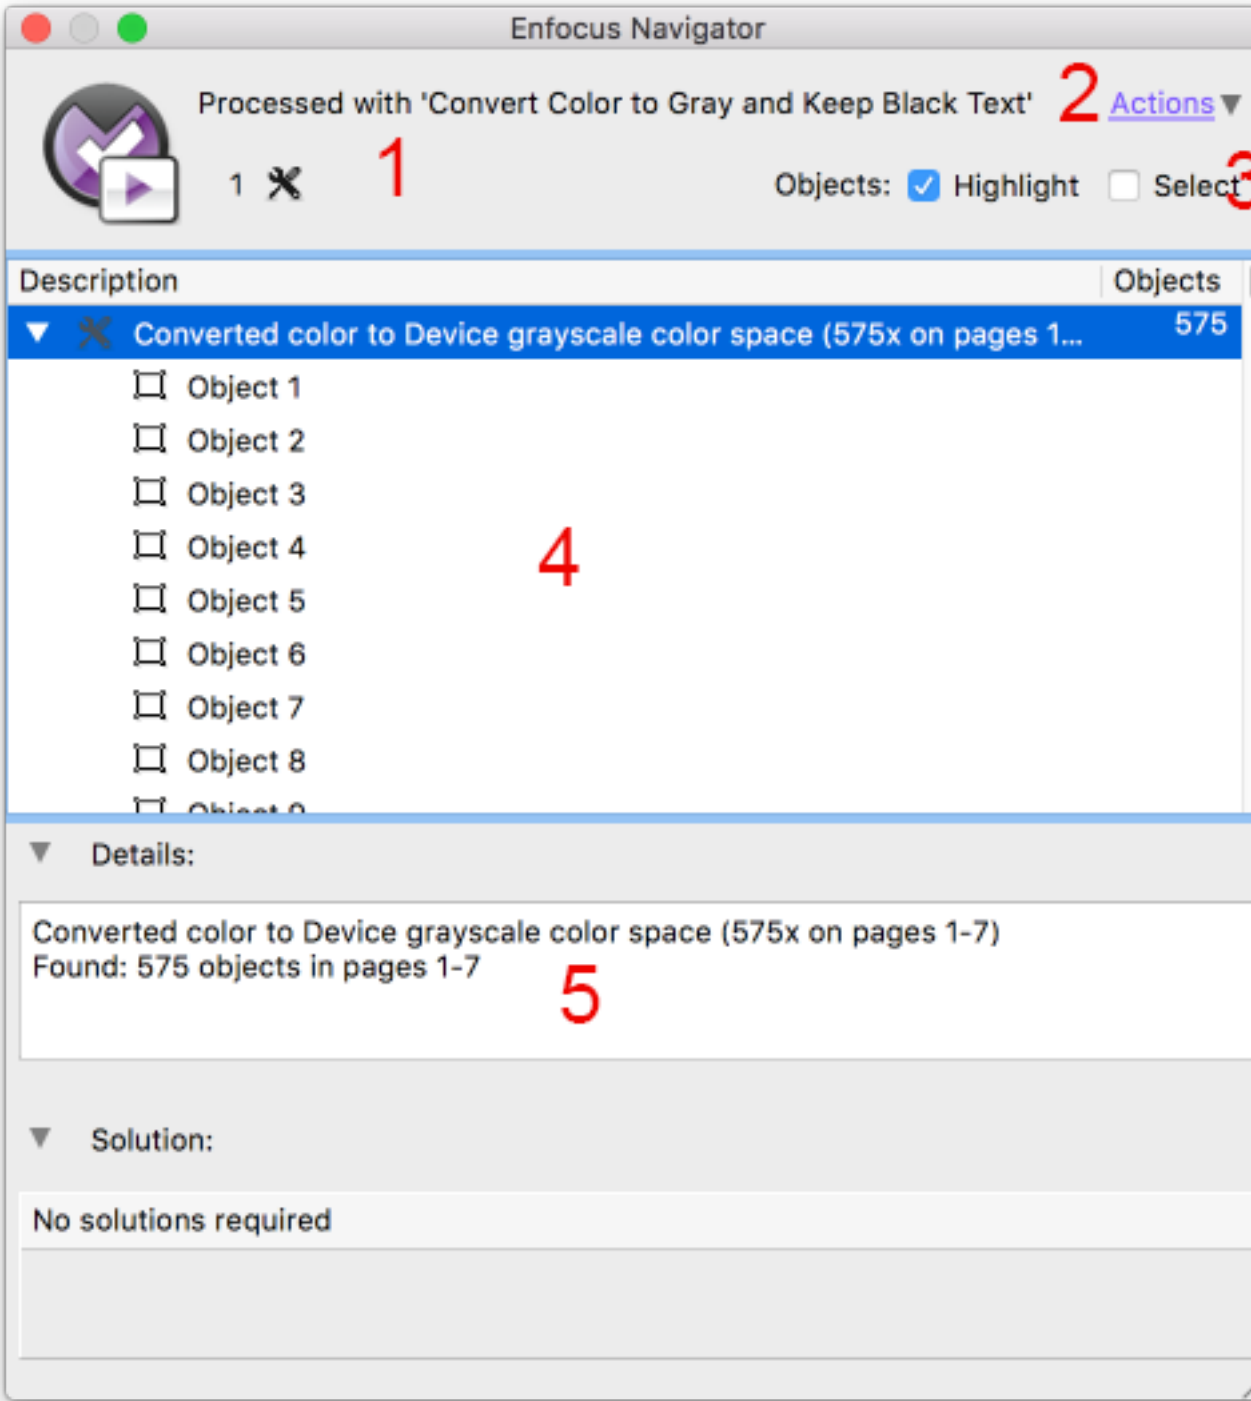 Enfocus Navigator
Processed with 'Convert Color to Gray and Keep Black Text' 2 Actions
1 1 Objects: Highlight Select 3
Description Objects
Converted color to Device grayscale color space (575x on pages 1... 575
Object 1
Object 2
Object 3
Object 4
4
Object 5
Object 6
Object 7
Object 8
Object 9
Details:
Converted color to Device grayscale color space (575x on pages 1-7)
Found: 575 objects in pages 1-7
5
Solution:
No solutions required